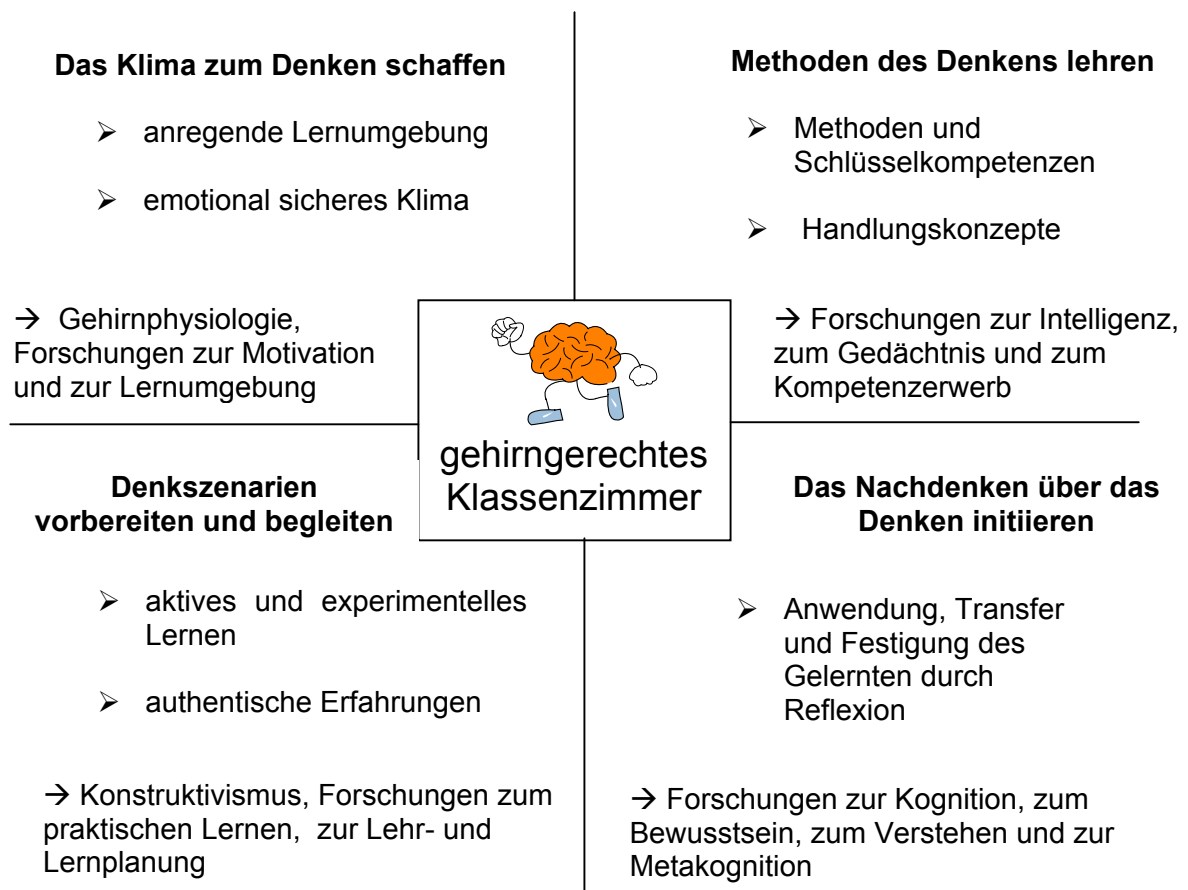 Das Klima zum Denken schaffen
➢ anregende Lernumgebung
➢ emotional sicheres Klima
→ Gehirnphysiologie,
Forschungen zur Motivation
und zur Lernumgebung
Methoden des Denkens lehren
➢ Methoden und
Schlüsselkompetenzen
➢ Handlungskonzepte
→ Forschungen zur Intelligenz,
zum Gedächtnis und zum
Kompetenzerwerb
gehirngerechtes
Klassenzimmer
Denkszenarien
vorbereiten und begleiten
➢ aktives und experimentelles
Lernen
➢ authentische Erfahrungen
→ Konstruktivismus, Forschungen zum
praktischen Lernen, zur Lehr- und
Lernplanung
Das Nachdenken über das
Denken initiieren
➢ Anwendung, Transfer
und Festigung des
Gelernten durch
Reflexion
→ Forschungen zur Kognition, zum
Bewusstsein, zum Verstehen und zur
Metakognition